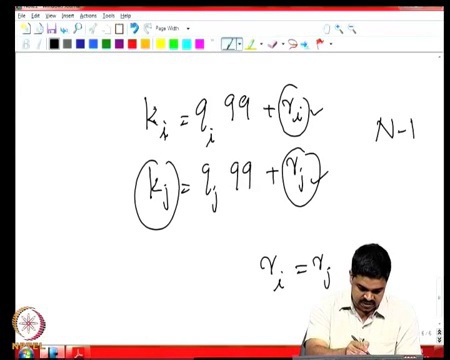 File Edit View Insert Actions Tools Help
Page Width
B
k_i = q_i 99 + r_i
N-1
k_j = q_j 99 + r_j
r_i = r_j